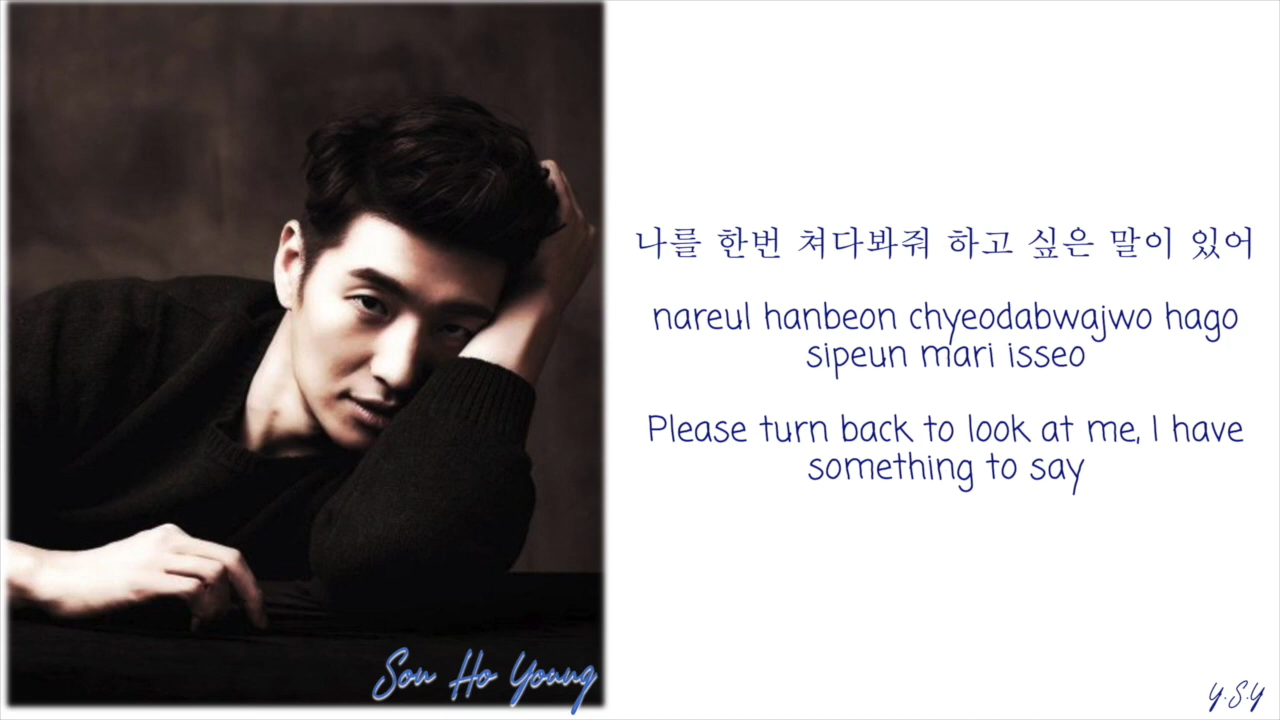 나를 한번 쳐다봐줘 하고 싶은 말이 있어
nareul hanbeon chyeodabwajwo hago
sipeun mari isseo
Please turn back to look at me, I have
something to say
Son Ho Young
Y.S.Y